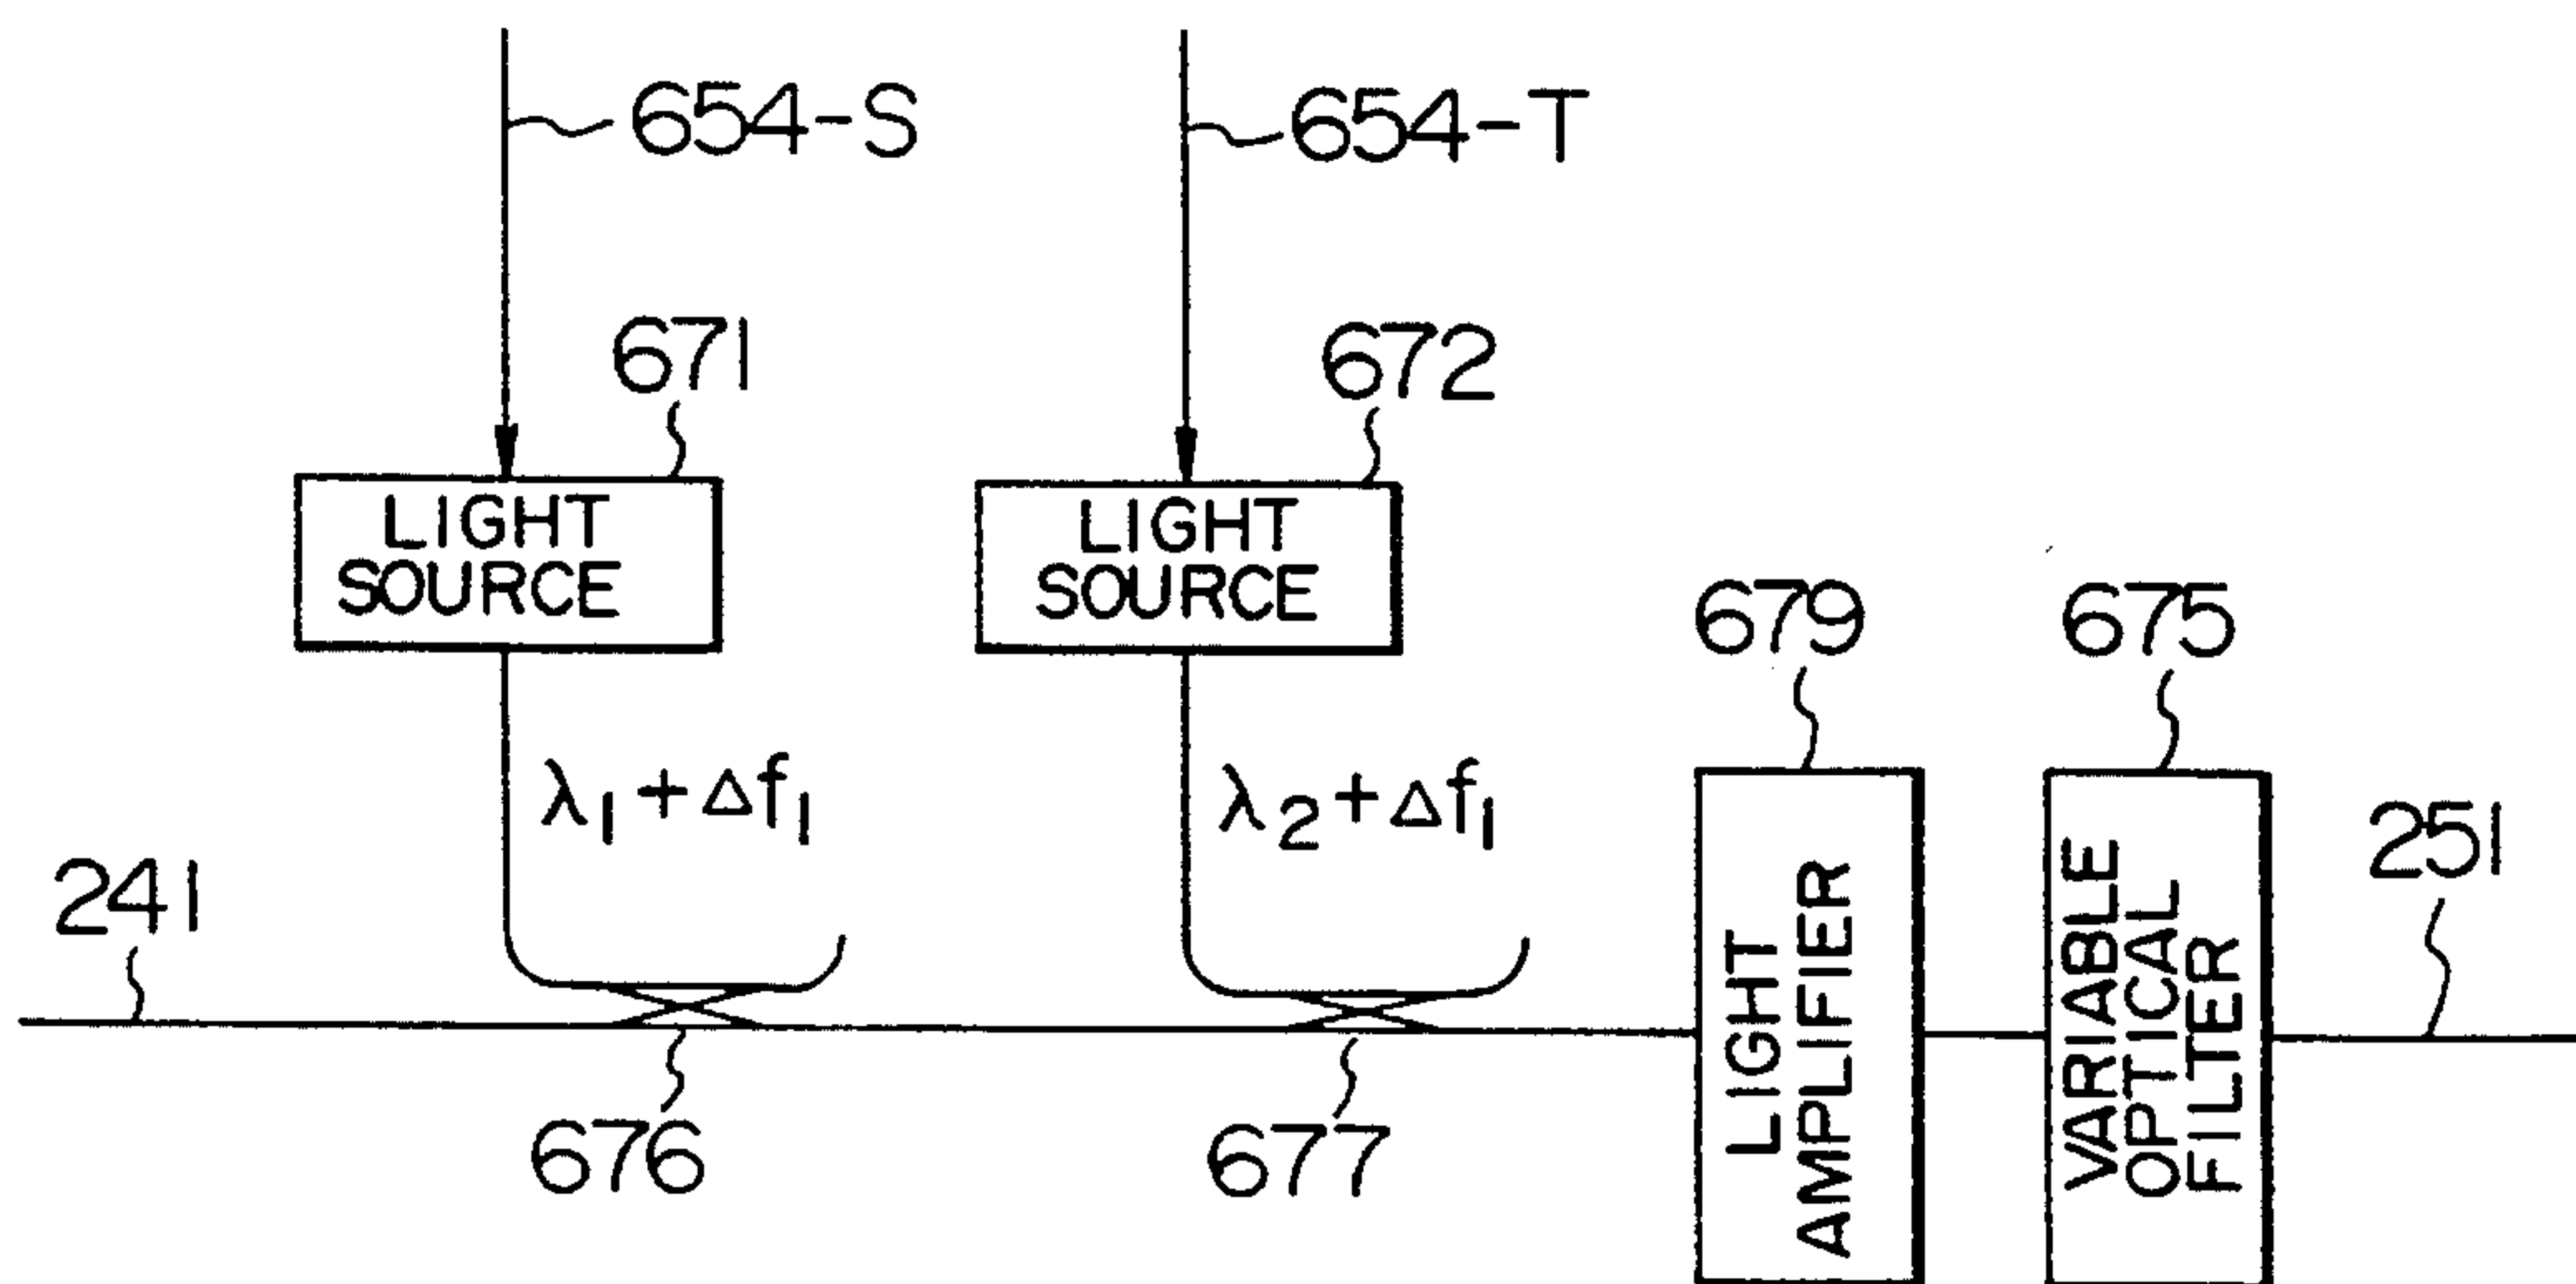 654-S
654-T
671
672
LIGHT
SOURCE
LIGHT
SOURCE
679
675
λ₁ + Δf₁
λ₂ + Δf₁
241
251
676
677
LIGHT
AMPLIFIER
VARIABLE
OPTICAL
FILTER